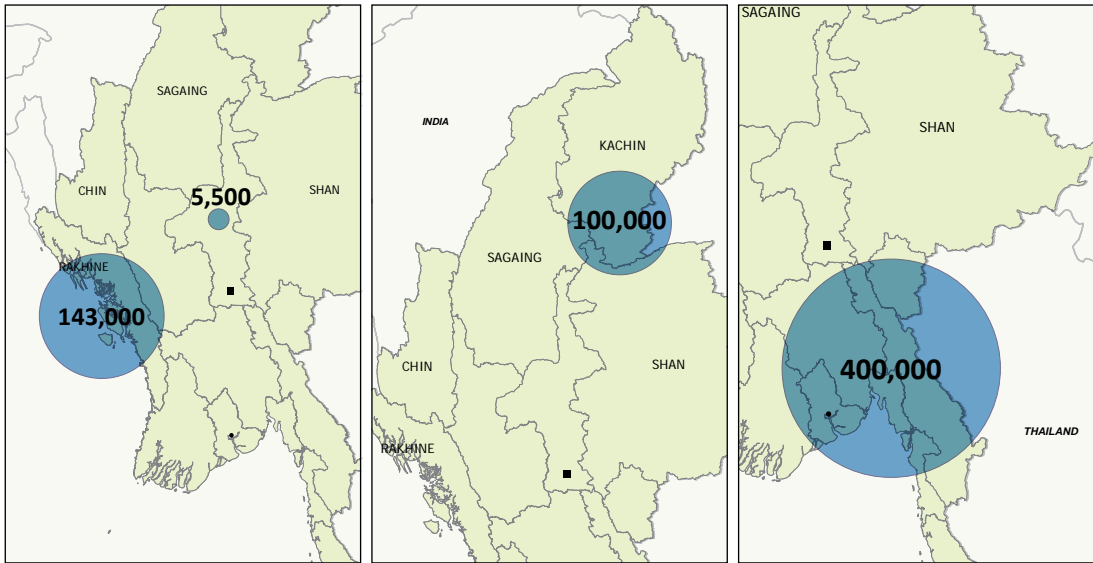 SAGAING
CHIN
5,500
SHAN
RAKHINE
143,000
INDIA
KACHIN
100,000
SAGAING
CHIN
SHAN
RAKHINE
SAGAING
SHAN
400,000
THAILAND